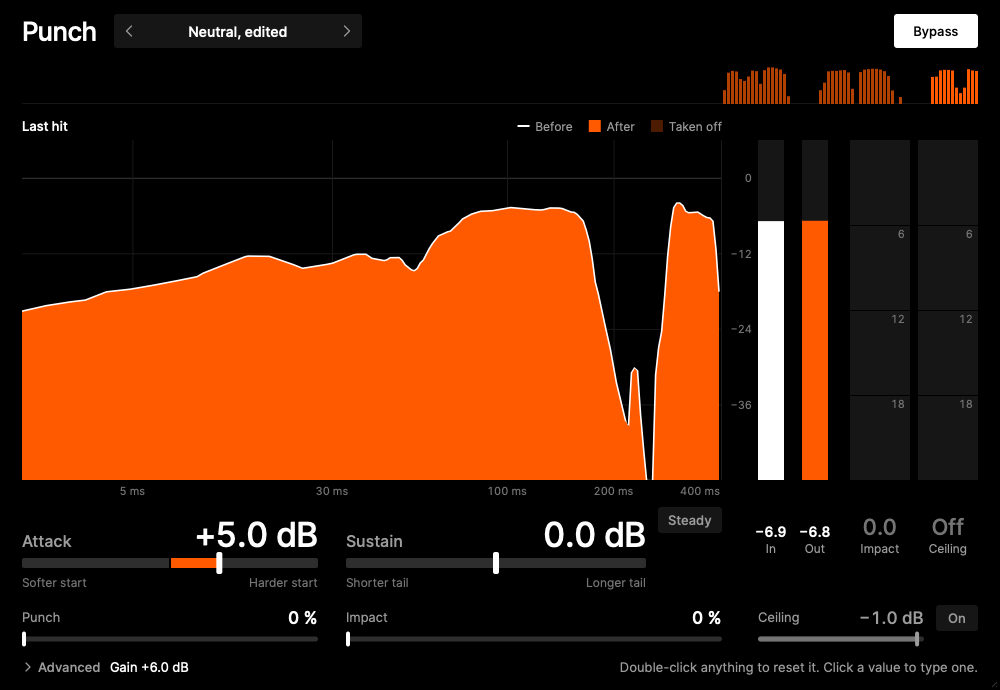 Punch
Neutral, edited
Bypass
Last hit
Before
After
Taken off
0
−12
−24
−36
6
12
18
6
12
18
5 ms
30 ms
100 ms
200 ms
400 ms
Attack
+5.0 dB
Softer start
Harder start
Sustain
0.0 dB
Shorter tail
Longer tail
Steady
−6.9
In
−6.8
Out
0.0
Impact
Off
Ceiling
Punch
0 %
Impact
0 %
Ceiling
−1.0 dB
On
Advanced
Gain +6.0 dB
Double-click anything to reset it. Click a value to type one.